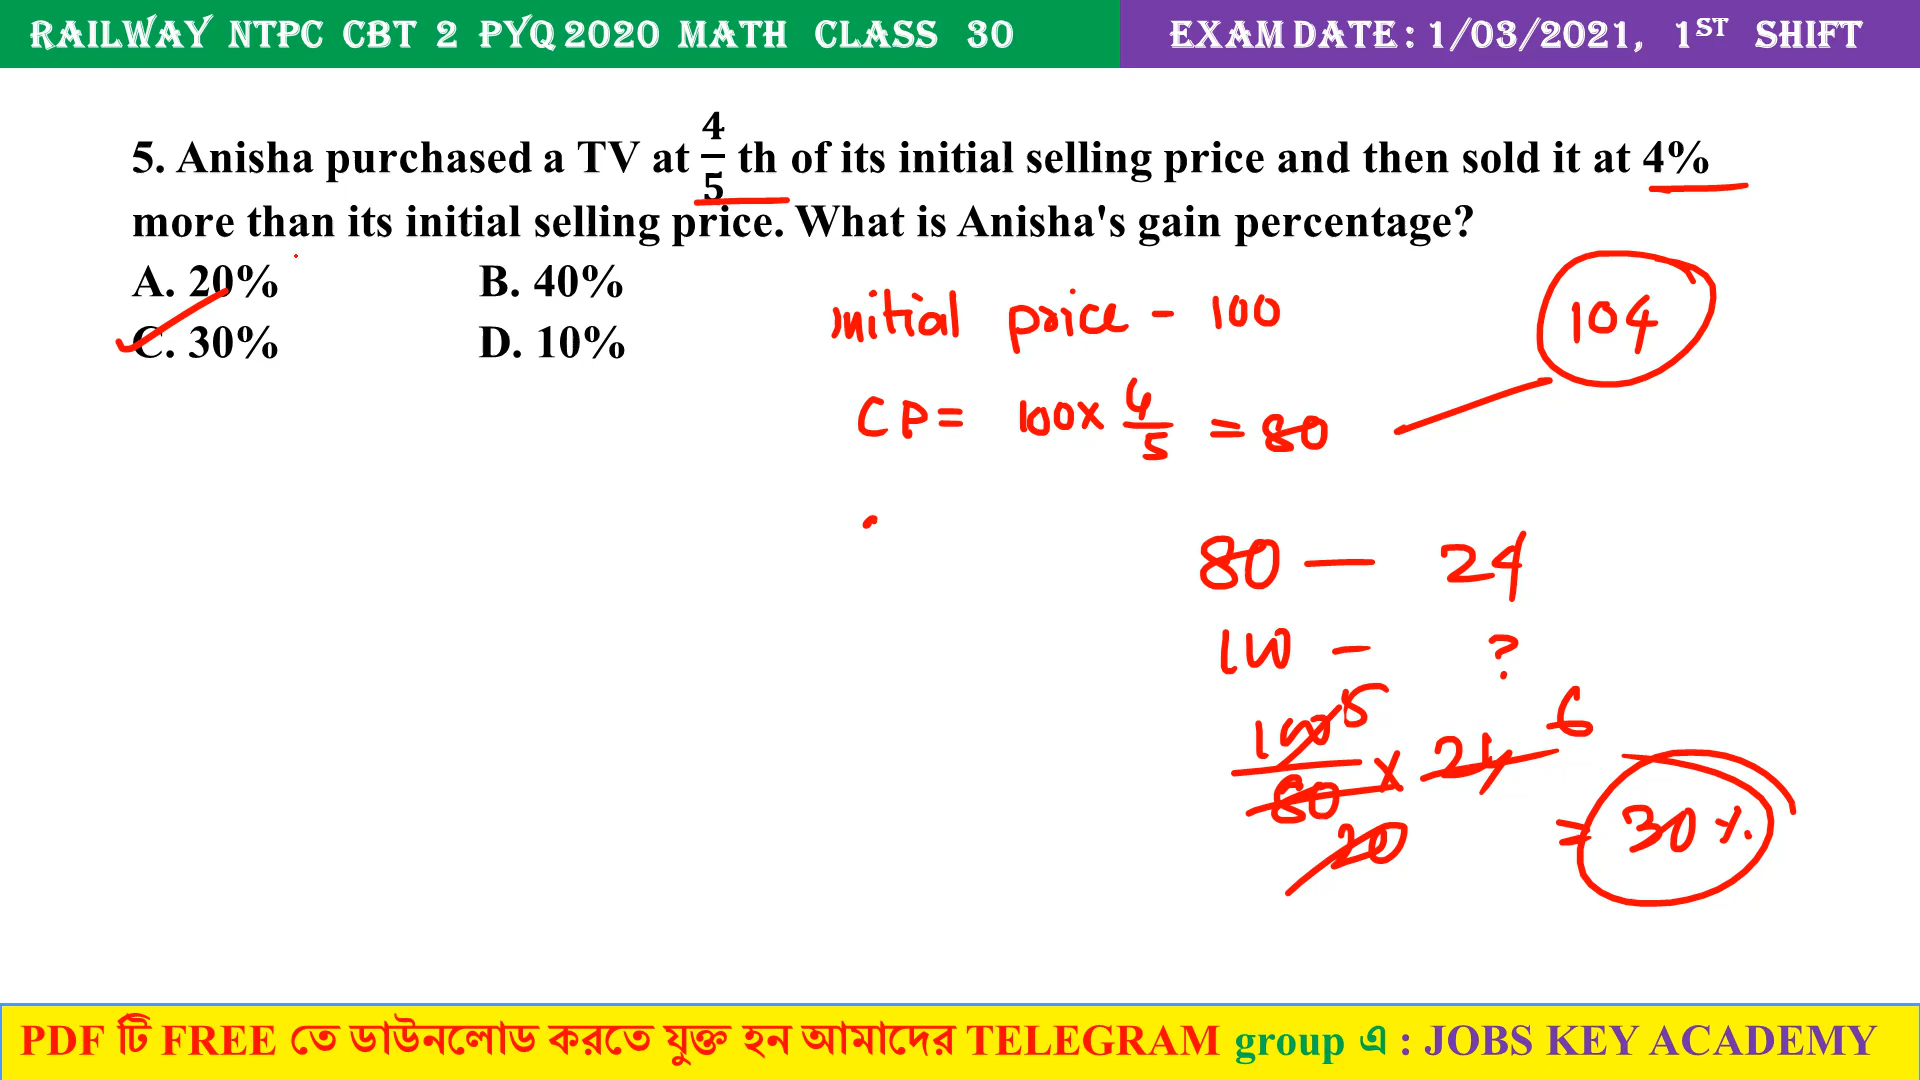 RAILWAY NTPC CBT 2 PYQ 2020 MATH CLASS 30
EXAM DATE : 1/03/2021, 1ST SHIFT
5. Anisha purchased a TV at 4/5 th of its initial selling price and then sold it at 4%
more than its initial selling price. What is Anisha's gain percentage?
A. 20% B. 40%
C. 30% D. 10%
initial price - 100
104
CP = 100 x 4/5 = 80
80 — 24
100 - ?
100/80 x 24
5
6
20
= 30%
PDF টি FREE তে ডাউনলোড করতে যুক্ত হন আমাদের TELEGRAM group এ : JOBS KEY ACADEMY